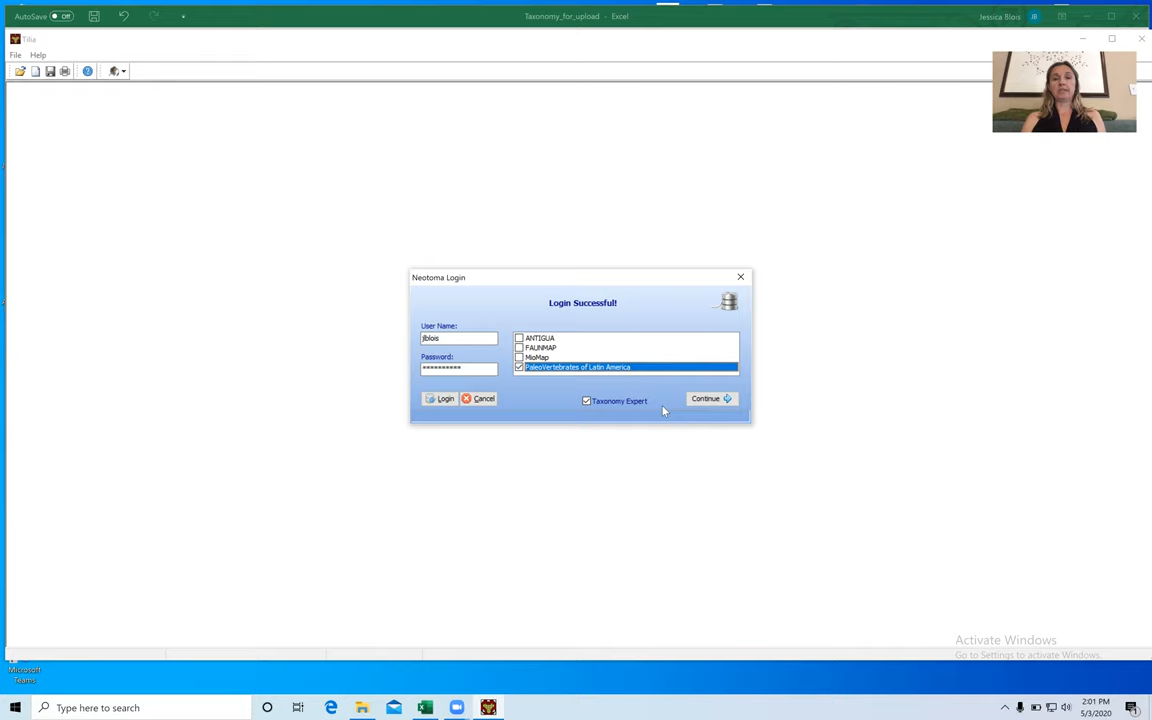 AutoSave Off
Taxonomy_for_upload - Excel
Jessica Blois JB
Tilia
File Help
Neotoma Login
Login Successful!
User Name:
jlblois
Password:
**********
ANTIGUA
FAUNMAP
MioMap
PaleoVertebrates of Latin America
Login Cancel
Taxonomy Expert
Continue
Activate Windows
Go to Settings to activate Windows.
Microsoft
Teams
Type here to search
2:01 PM
5/3/2020